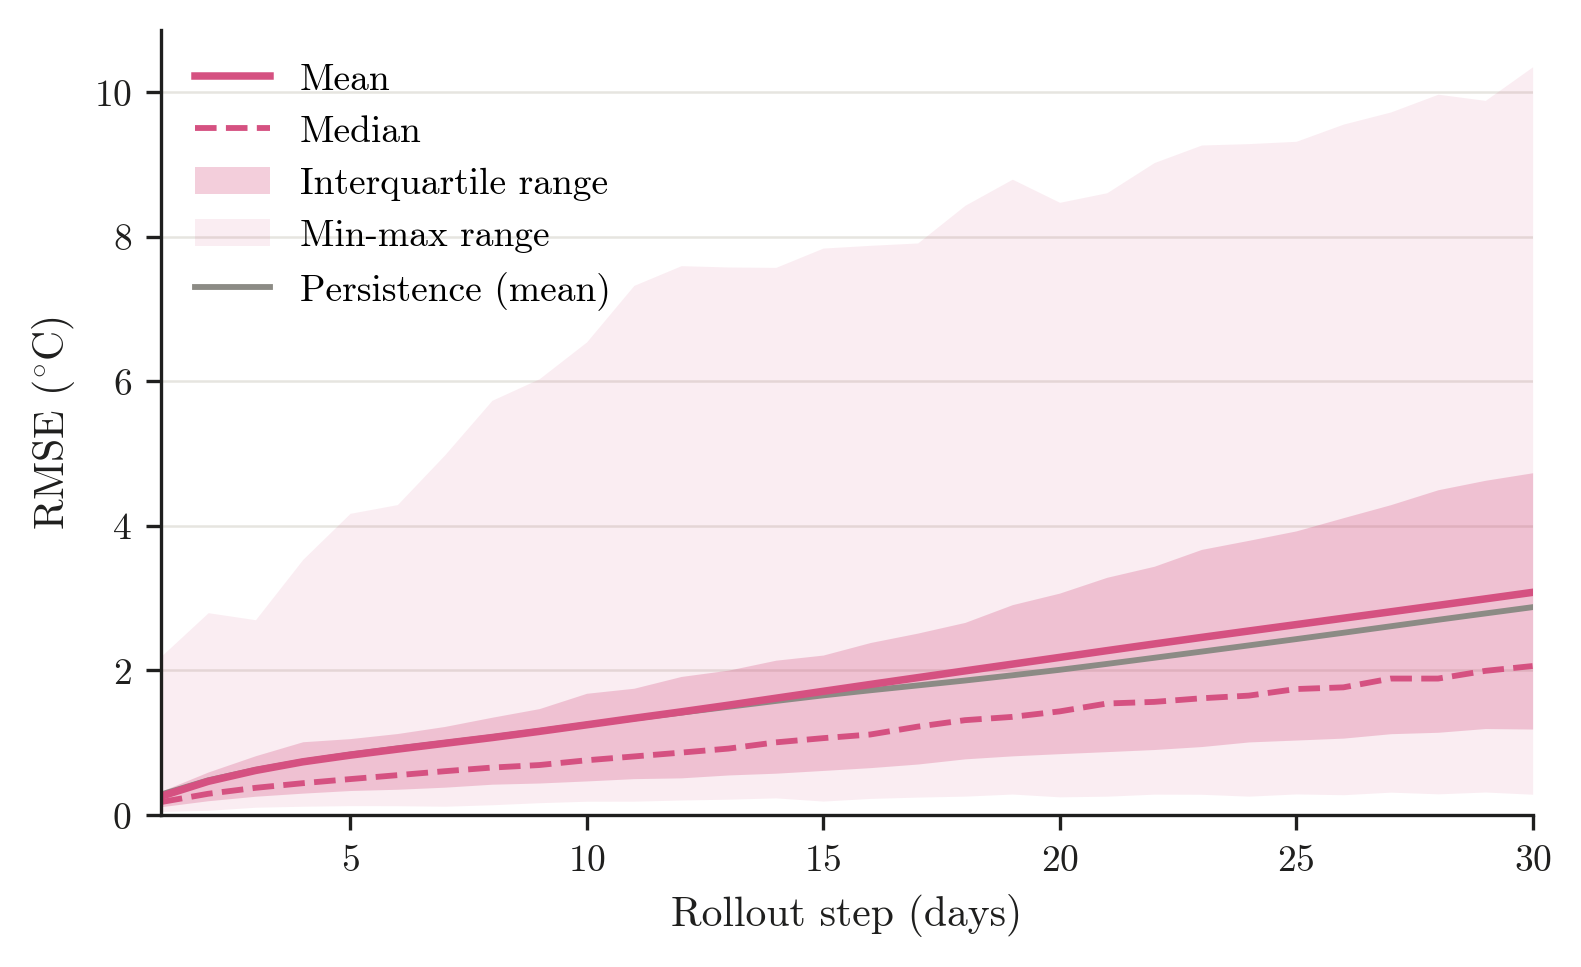 Mean
Median
Interquartile range
Min-max range
Persistence (mean)
RMSE (°C)
10
8
6
4
2
0
5 10 15 20 25 30
Rollout step (days)